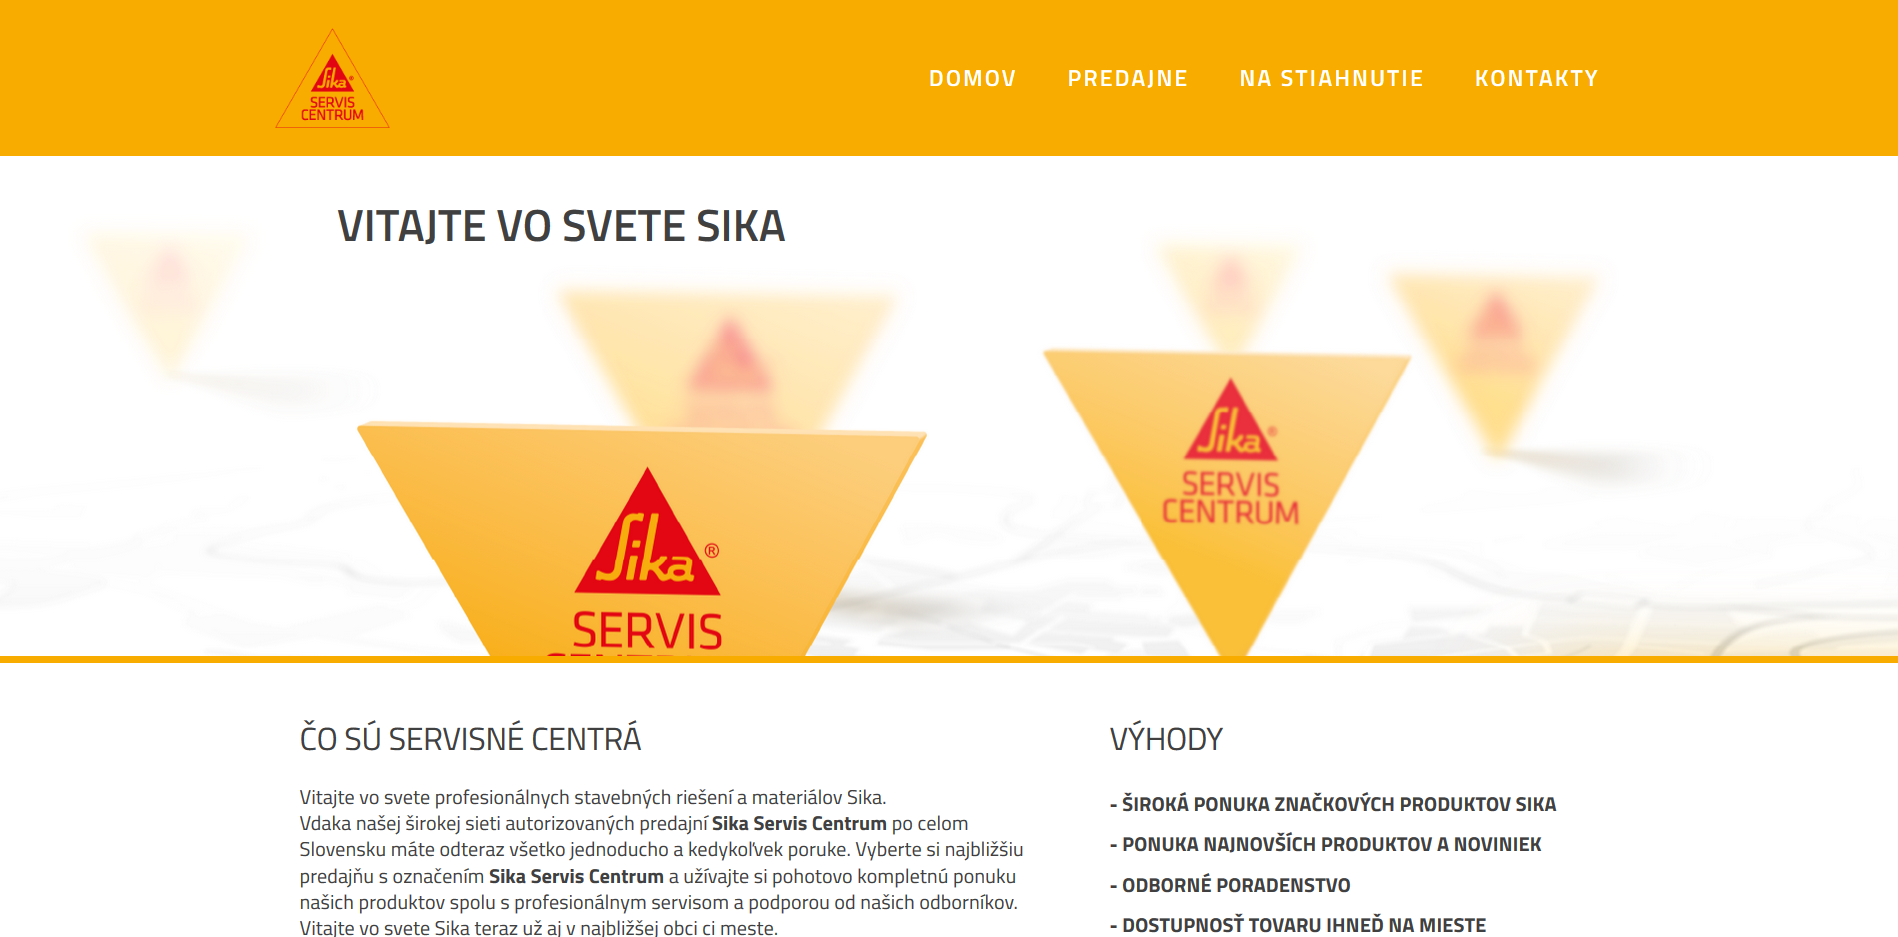 Sika®
SERVIS
CENTRUM
DOMOV
PREDAJNE
NA STIAHNUTIE
KONTAKTY
VITAJTE VO SVETE SIKA
Sika®
SERVIS
CENTRUM
Sika®
SERVIS
ČO SÚ SERVISNÉ CENTRÁ
Vitajte vo svete profesionálnych stavebných riešení a materiálov Sika.
Vdaka našej širokej sieti autorizovaných predajní Sika Servis Centrum po celom
Slovensku máte odteraz všetko jednoducho a kedykoľvek poruke. Vyberte si najbližšiu
predajňu s označením Sika Servis Centrum a užívajte si pohotovo kompletnú ponuku
našich produktov spolu s profesionálnym servisom a podporou od našich odborníkov.
Vitajte vo svete Sika teraz už aj v najbližšej obci ci meste.
VÝHODY
- ŠIROKÁ PONUKA ZNAČKOVÝCH PRODUKTOV SIKA
- PONUKA NAJNOVŠÍCH PRODUKTOV A NOVINIEK
- ODBORNÉ PORADENSTVO
- DOSTUPNOSŤ TOVARU IHNEĎ NA MIESTE